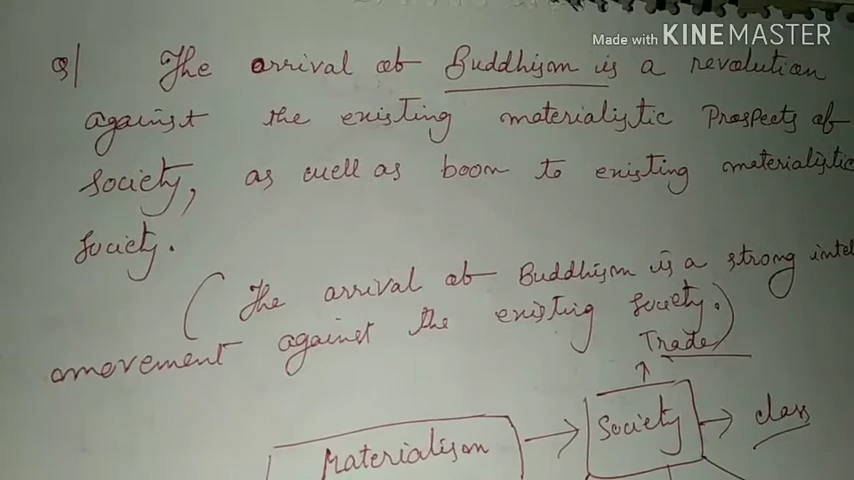 Made with KINEMASTER
Q| The arrival of Buddhism is a revolution
against the existing materialistic Prospects of
society, as well as boom to existing materialistic
society.
(The arrival of Buddhism is a strong intel
movement against the existing society.)
Trade
Society
class
Materialism